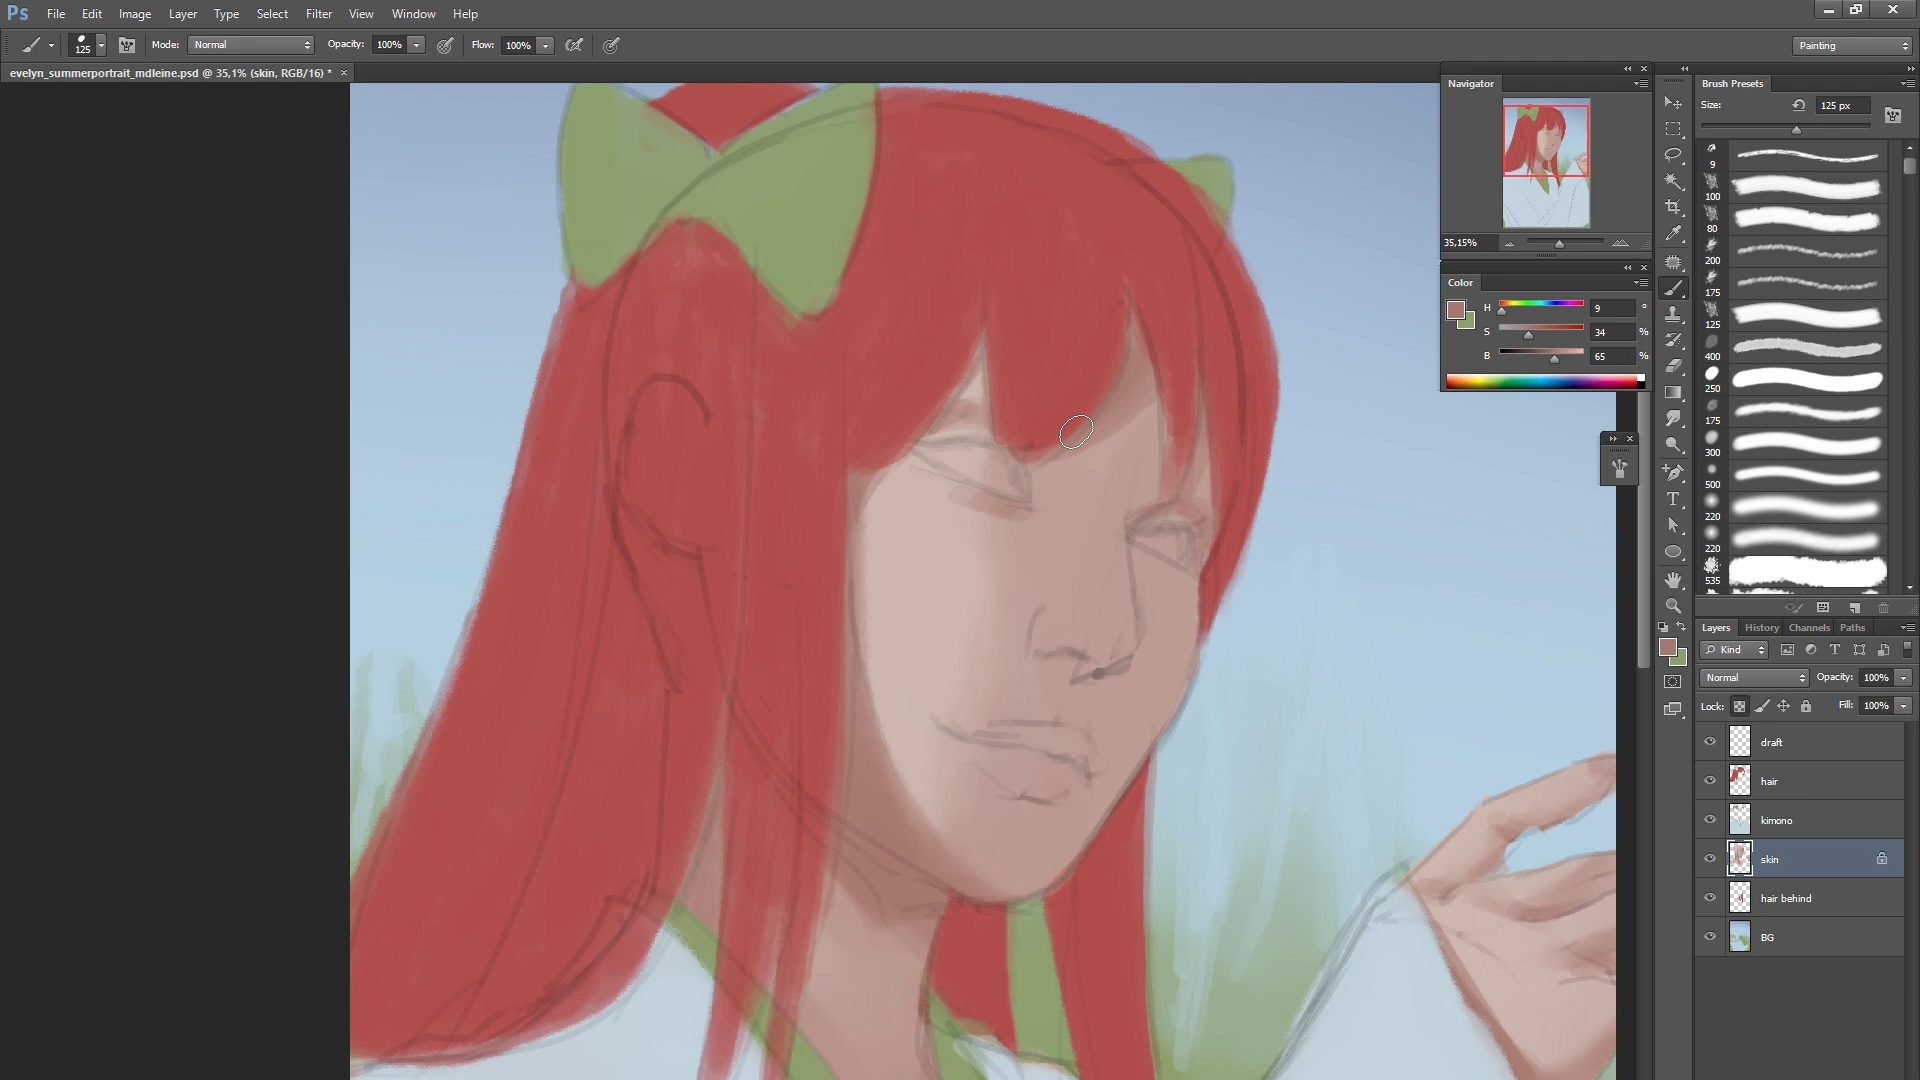 Ps File Edit Image Layer Type Select Filter View Window Help
125 Mode: Normal Opacity: 100% Flow: 100% Painting
evelyn_summerportrait_mdleine.psd @ 35,1% (skin, RGB/16) * ×
Navigator
35,15%
Color
H 9 °
S 34 %
B 65 %
Brush Presets
Size: 125 px
9
100
80
200
175
125
400
250
175
300
500
220
220
535
Layers History Channels Paths
Kind
Normal Opacity: 100%
Lock: Fill: 100%
draft
hair
kimono
skin
hair behind
BG